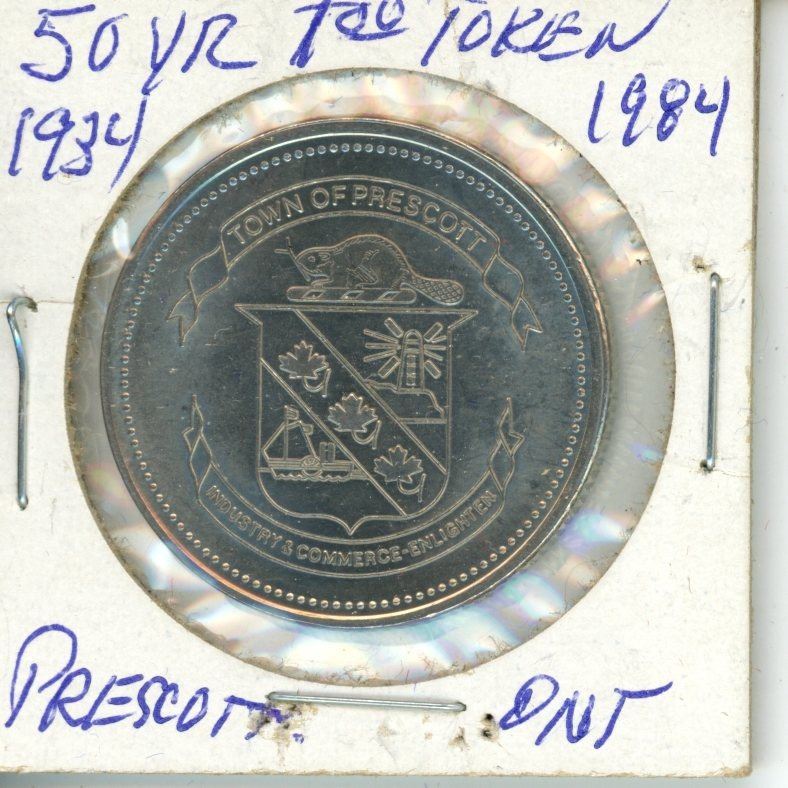 50 YR TOKEN
1934 1984
TOWN OF PRESCOTT
INDUSTRY & COMMERCE-ENLIGHTEN
PRESCOTT. ONT